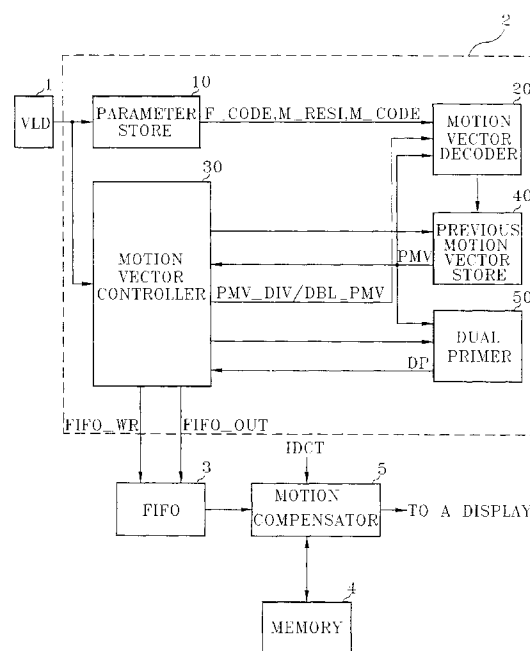 2
1
VLD
10
PARAMETER
STORE
F_CODE,M_RESI,M_CODE
20
MOTION
VECTOR
DECODER
30
MOTION
VECTOR
CONTROLLER
40
PREVIOUS
MOTION
VECTOR
STORE
PMV
PMV_DIV/DBL_PMV
50
DUAL
PRIMER
DP
FIFO_WR
FIFO_OUT
IDCT
3
FIFO
5
MOTION
COMPENSATOR
TO A DISPLAY
4
MEMORY